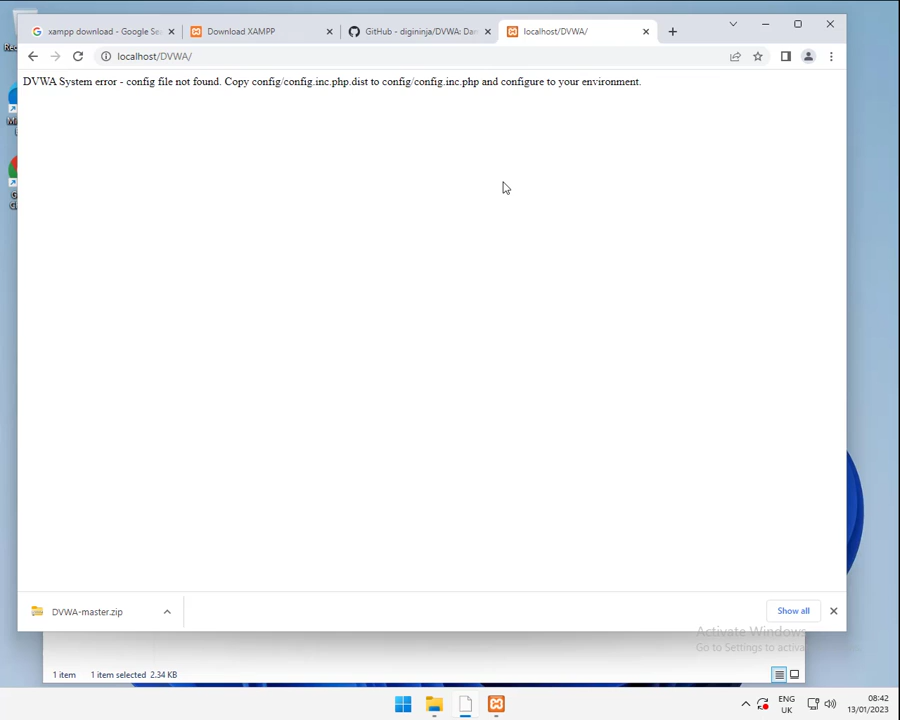 xampp download - Google Se
Download XAMPP
GitHub - digininja/DVWA: Da
localhost/DVWA/
localhost/DVWA/
DVWA System error - config file not found. Copy config/config.inc.php.dist to config/config.inc.php and configure to your environment.
DVWA-master.zip
Show all
Activate Windows
Go to Settings to activa
1 item
1 item selected 2.34 KB
ENG
UK
08:42
13/01/2023